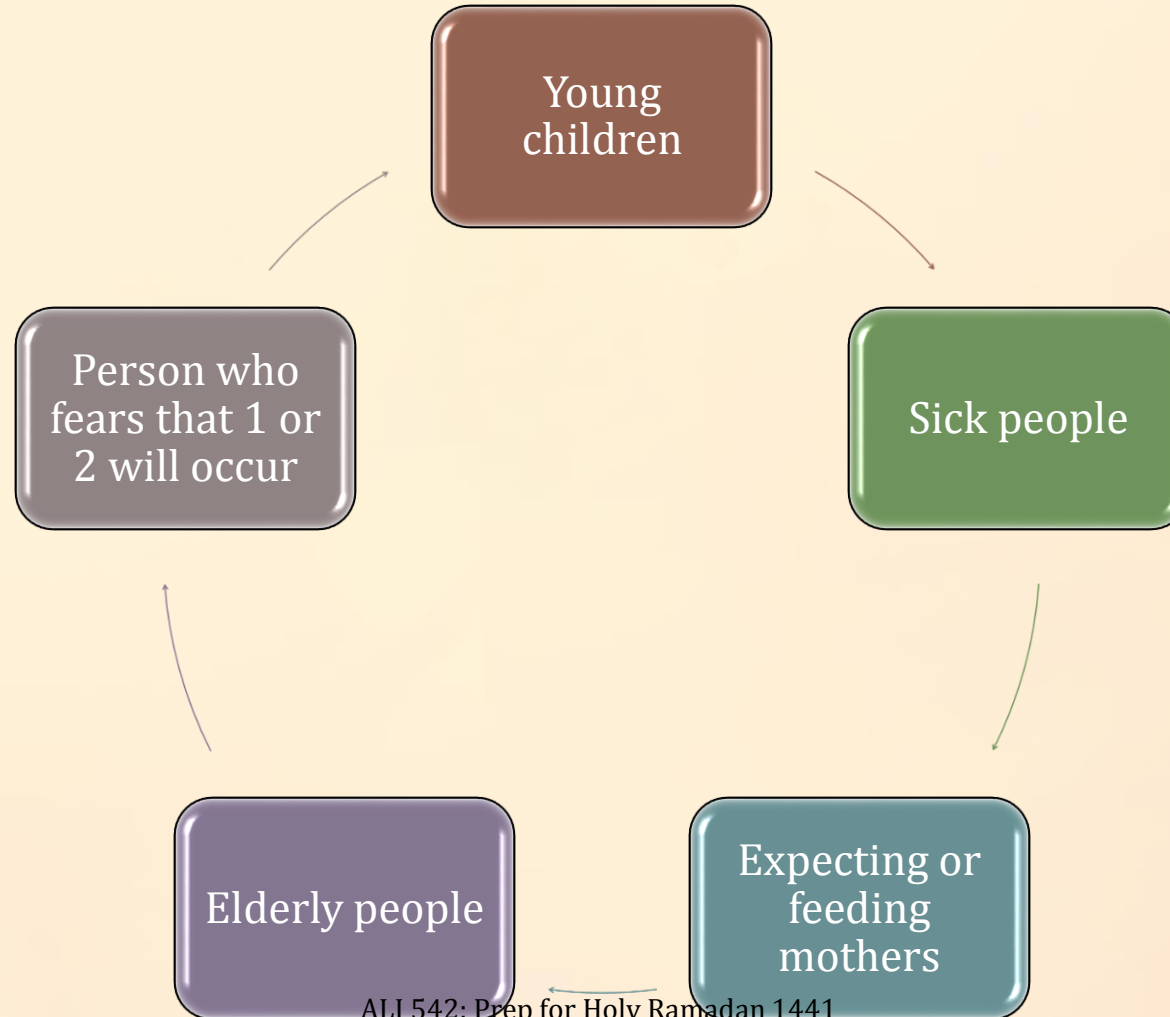 Young
children
Sick people
Expecting or
feeding
mothers
Elderly people
Person who
fears that 1 or
2 will occur
ALI 542: Prep for Holy Ramadan 1441